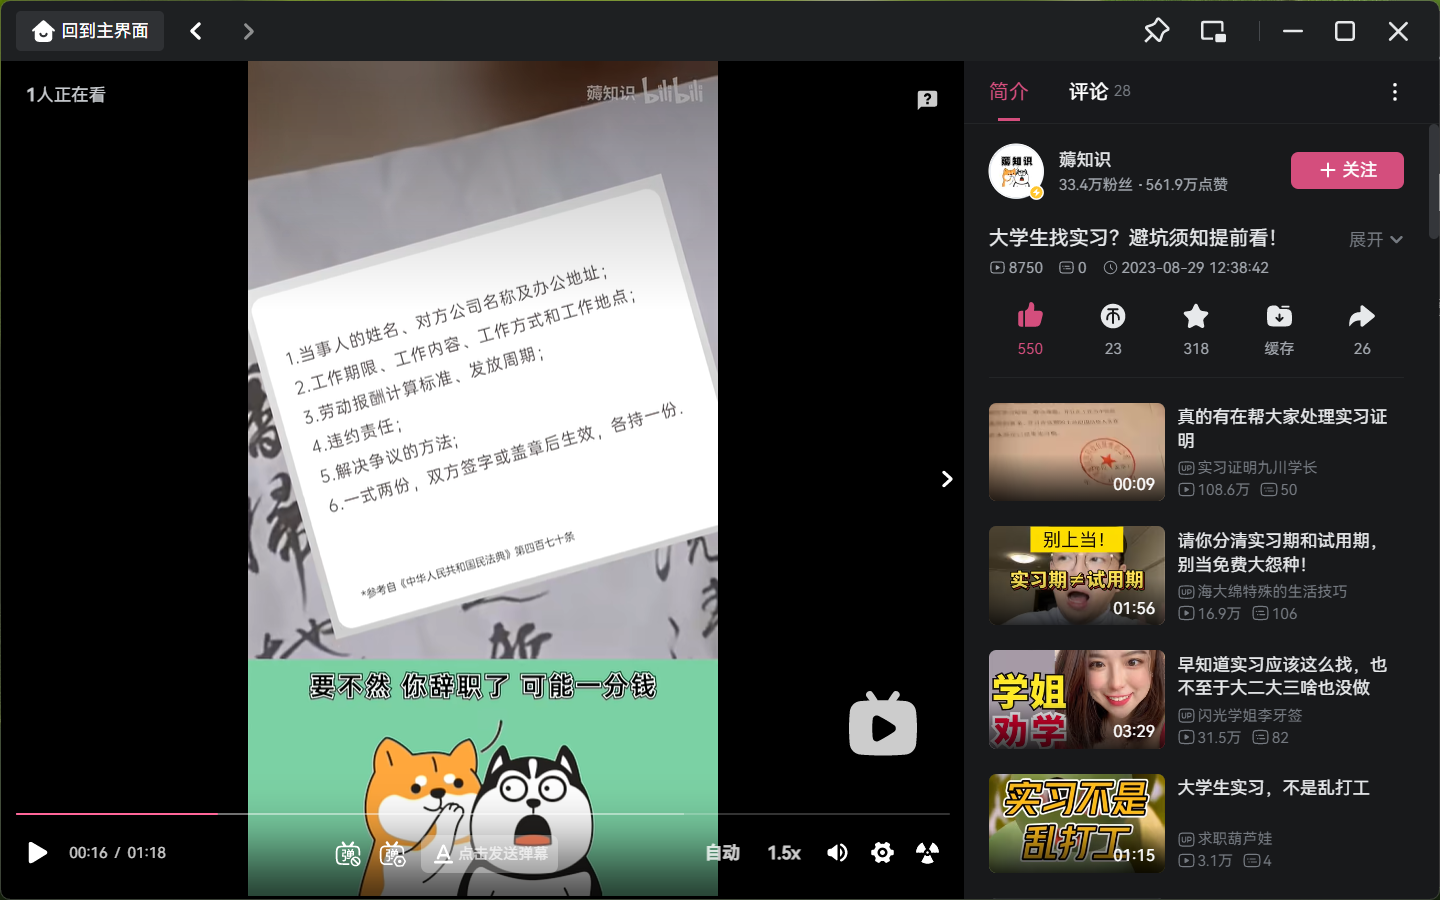 回到主界面
1人正在看
薅知识 bilibili
1.当事人的姓名、对方公司名称及办公地址；
2.工作期限、工作内容、工作方式和工作地点；
3.劳动报酬计算标准、发放周期；
4.违约责任；
5.解决争议的方法；
6.一式两份，双方签字或盖章后生效，各持一份.
*参考自《中华人民共和国民法典》第四百七十条
要不然 你辞职了 可能一分钱
00:16 / 01:18
点击发送弹幕
自动
1.5x
简介
评论 28
薅知识
33.4万粉丝 · 561.9万点赞
+ 关注
大学生找实习？避坑须知提前看！
展开
8750 0 2023-08-29 12:38:42
550 23 318 缓存 26
00:09
真的有在帮大家处理实习证
明
UP 实习证明九川学长
108.6万 50
别上当！
实习期≠试用期
01:56
请你分清实习期和试用期，
别当免费大怨种！
UP 海大绵特殊的生活技巧
16.9万 106
学姐
劝学
03:29
早知道实习应该这么找，也
不至于大二大三啥也没做
UP 闪光学姐李牙签
31.5万 82
实习不是
乱打工
01:15
大学生实习，不是乱打工
UP 求职葫芦娃
3.1万 4